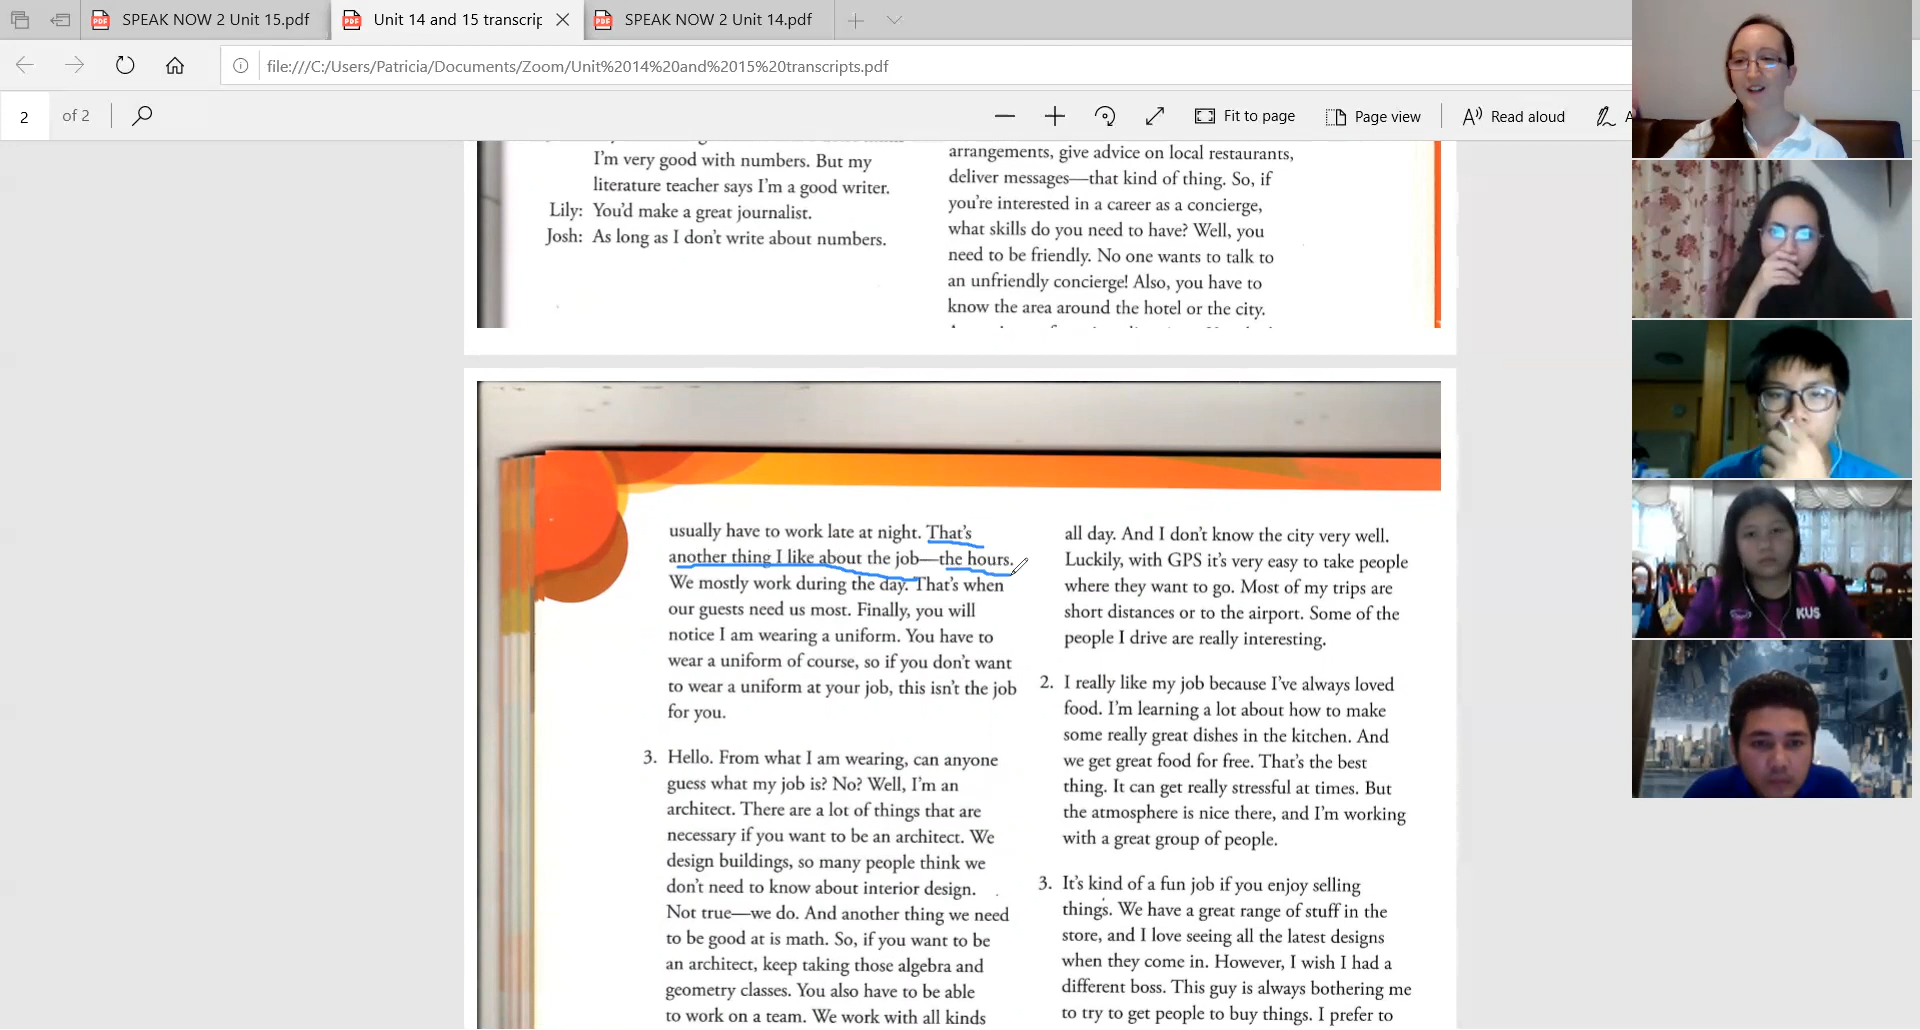 SPEAK NOW 2 Unit 15.pdf
Unit 14 and 15 transcrip
SPEAK NOW 2 Unit 14.pdf
file:///C:/Users/Patricia/Documents/Zoom/Unit%2014%20and%2015%20transcripts.pdf
2 of 2
Fit to page
Page view
Read aloud
I'm very good with numbers. But my
literature teacher says I'm a good writer.
Lily: You'd make a great journalist.
Josh: As long as I don't write about numbers.
arrangements, give advice on local restaurants,
deliver messages—that kind of thing. So, if
you're interested in a career as a concierge,
what skills do you need to have? Well, you
need to be friendly. No one wants to talk to
an unfriendly concierge! Also, you have to
know the area around the hotel or the city.
usually have to work late at night. That's
another thing I like about the job—the hours.
We mostly work during the day. That's when
our guests need us most. Finally, you will
notice I am wearing a uniform. You have to
wear a uniform of course, so if you don't want
to wear a uniform at your job, this isn't the job
for you.
3. Hello. From what I am wearing, can anyone
guess what my job is? No? Well, I'm an
architect. There are a lot of things that are
necessary if you want to be an architect. We
design buildings, so many people think we
don't need to know about interior design.
Not true—we do. And another thing we need
to be good at is math. So, if you want to be
an architect, keep taking those algebra and
geometry classes. You also have to be able
to work on a team. We work with all kinds
all day. And I don't know the city very well.
Luckily, with GPS it's very easy to take people
where they want to go. Most of my trips are
short distances or to the airport. Some of the
people I drive are really interesting.
2. I really like my job because I've always loved
food. I'm learning a lot about how to make
some really great dishes in the kitchen. And
we get great food for free. That's the best
thing. It can get really stressful at times. But
the atmosphere is nice there, and I'm working
with a great group of people.
3. It's kind of a fun job if you enjoy selling
things. We have a great range of stuff in the
store, and I love seeing all the latest designs
when they come in. However, I wish I had a
different boss. This guy is always bothering me
to try to get people to buy things. I prefer to
KUS